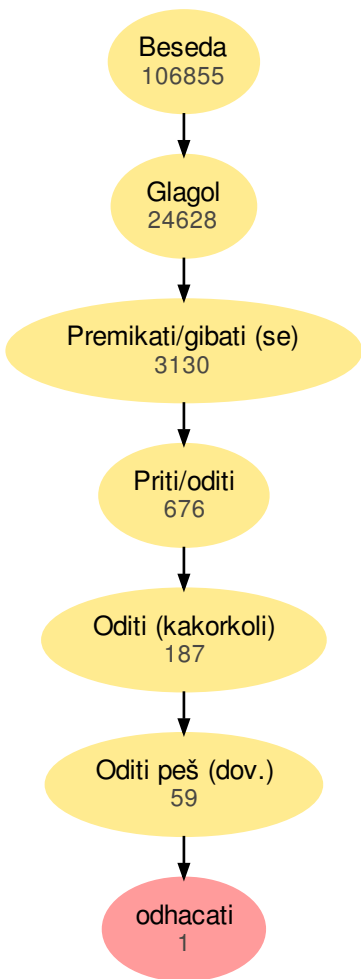 Beseda
106855
Glagol
24628
Premikati/gibati (se)
3130
Priti/oditi
676
Oditi (kakorkoli)
187
Oditi peš (dov.)
59
odhacati
1